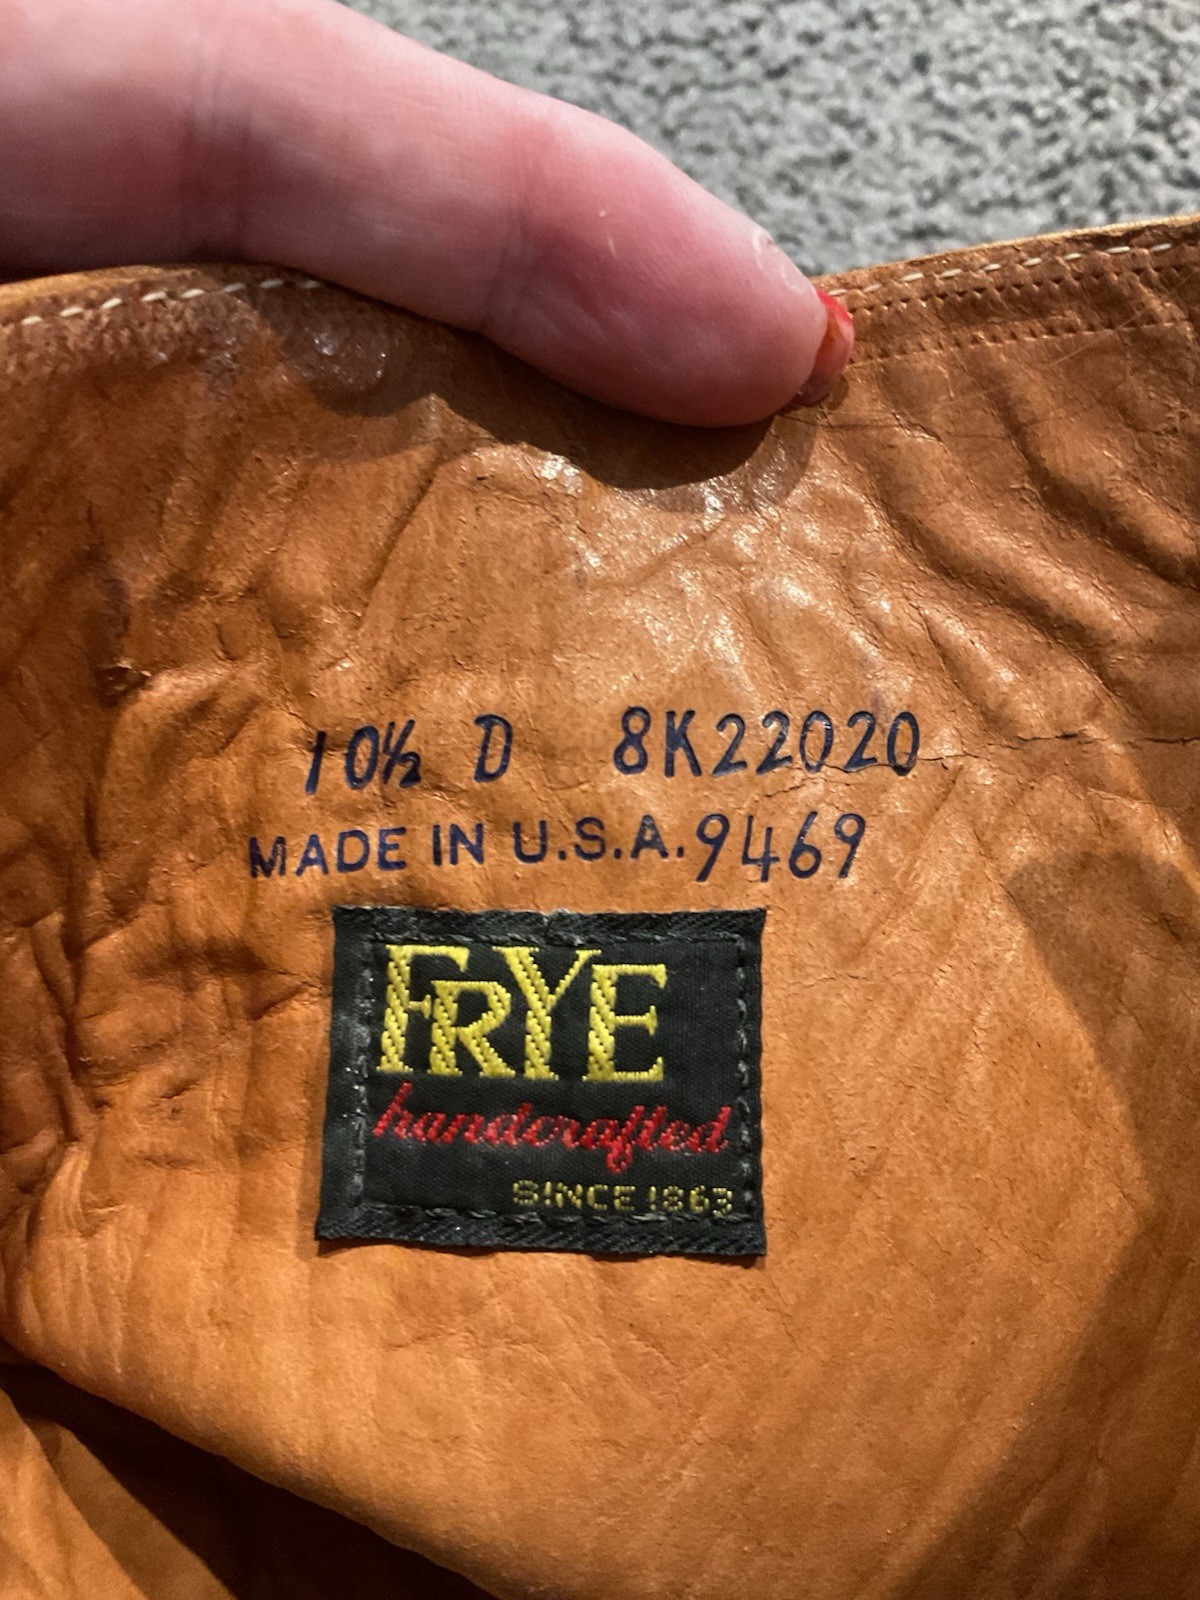 10½ D 8K22020
MADE IN U.S.A. 9469
FRYE
handcrafted
SINCE 1863